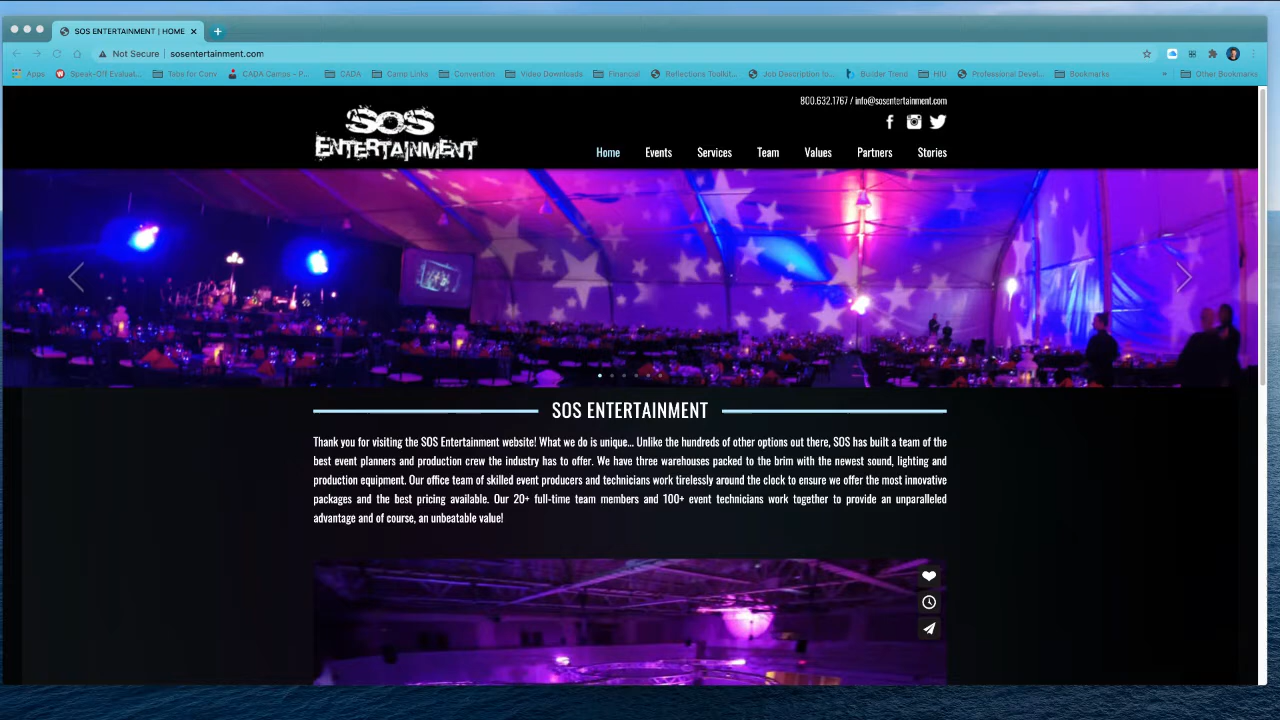 SOS ENTERTAINMENT | HOME
Not Secure | sosentertainment.com
Apps Speak-Off Evaluat... Tabs for Conv CADA Camps - P... CADA Camp Links Convention Video Downloads Financial Reflections Toolkit... Job Description fo... Builder Trend HIU Professional Devel... Bookmarks » Other Bookmarks
800.632.1767 / info@sosentertainment.com
SOS
ENTERTAINMENT
Home Events Services Team Values Partners Stories
SOS ENTERTAINMENT
Thank you for visiting the SOS Entertainment website! What we do is unique... Unlike the hundreds of other options out there, SOS has built a team of the
best event planners and production crew the industry has to offer. We have three warehouses packed to the brim with the newest sound, lighting and
production equipment. Our office team of skilled event producers and technicians work tirelessly around the clock to ensure we offer the most innovative
packages and the best pricing available. Our 20+ full-time team members and 100+ event technicians work together to provide an unparalleled
advantage and of course, an unbeatable value!